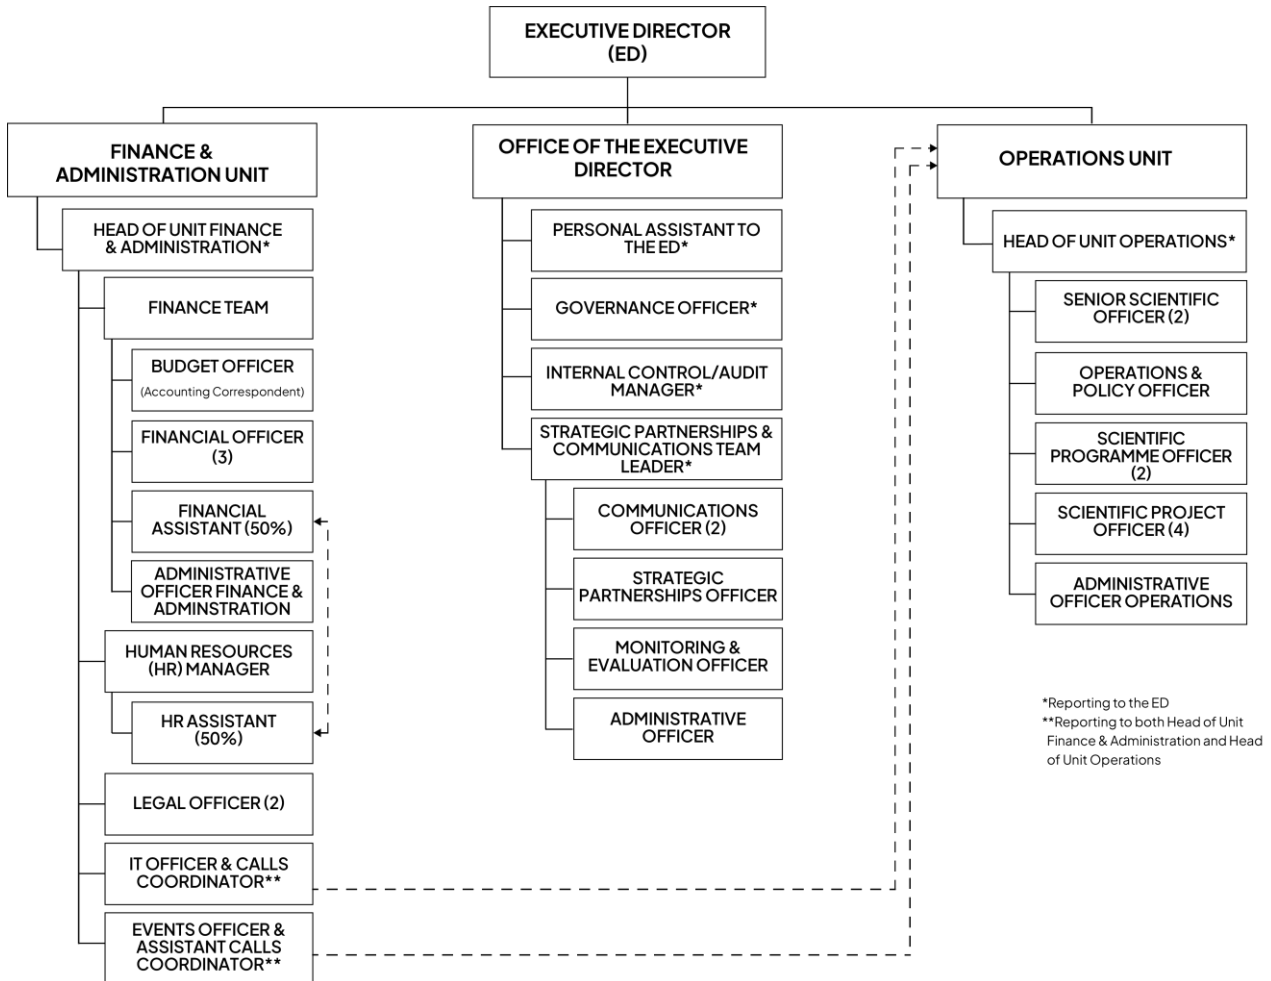 EXECUTIVE DIRECTOR
(ED)
FINANCE &
ADMINISTRATION UNIT
HEAD OF UNIT FINANCE
& ADMINISTRATION*
FINANCE TEAM
BUDGET OFFICER
(Accounting Correspondent)
FINANCIAL OFFICER
(3)
FINANCIAL
ASSISTANT (50%)
ADMINISTRATIVE
OFFICER FINANCE &
ADMINSTRATION
HUMAN RESOURCES
(HR) MANAGER
HR ASSISTANT
(50%)
LEGAL OFFICER (2)
IT OFFICER & CALLS
COORDINATOR**
EVENTS OFFICER &
ASSISTANT CALLS
COORDINATOR**
OFFICE OF THE EXECUTIVE
DIRECTOR
PERSONAL ASSISTANT TO
THE ED*
GOVERNANCE OFFICER*
INTERNAL CONTROL/AUDIT
MANAGER*
STRATEGIC PARTNERSHIPS &
COMMUNICATIONS TEAM
LEADER*
COMMUNICATIONS
OFFICER (2)
STRATEGIC
PARTNERSHIPS OFFICER
MONITORING &
EVALUATION OFFICER
ADMINISTRATIVE
OFFICER
OPERATIONS UNIT
HEAD OF UNIT OPERATIONS*
SENIOR SCIENTIFIC
OFFICER (2)
OPERATIONS &
POLICY OFFICER
SCIENTIFIC
PROGRAMME OFFICER
(2)
SCIENTIFIC PROJECT
OFFICER (4)
ADMINISTRATIVE
OFFICER OPERATIONS
*Reporting to the ED
**Reporting to both Head of Unit
Finance & Administration and Head
of Unit Operations